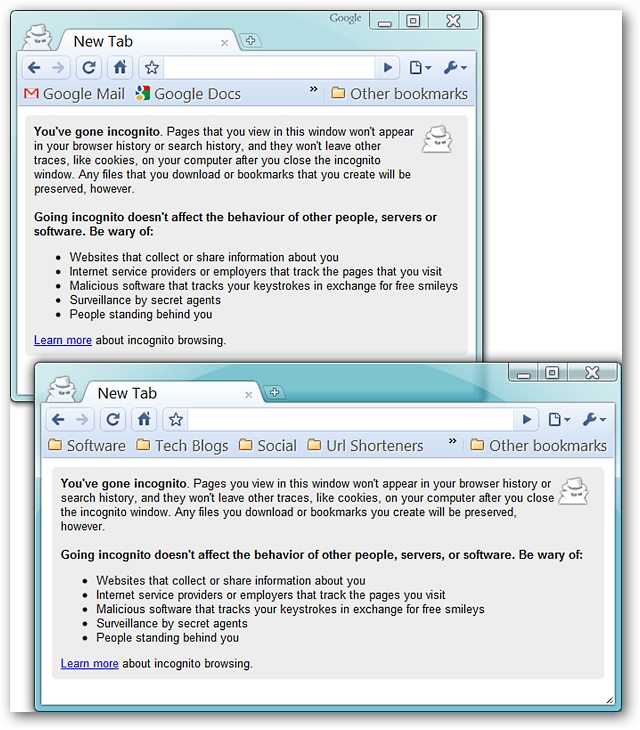 Google
New Tab
Google Mail Google Docs » Other bookmarks
You've gone incognito. Pages that you view in this window won't appear
in your browser history or search history, and they won't leave other
traces, like cookies, on your computer after you close the incognito
window. Any files that you download or bookmarks that you create will be
preserved, however.
Going incognito doesn't affect the behaviour of other people, servers or
software. Be wary of:
• Websites that collect or share information about you
• Internet service providers or employers that track the pages that you visit
• Malicious software that tracks your keystrokes in exchange for free smileys
• Surveillance by secret agents
• People standing behind you
Learn more about incognito browsing.
New Tab
Software Tech Blogs Social Url Shorteners » Other bookmarks
You've gone incognito. Pages you view in this window won't appear in your browser history or
search history, and they won't leave other traces, like cookies, on your computer after you close
the incognito window. Any files you download or bookmarks you create will be preserved,
however.
Going incognito doesn't affect the behavior of other people, servers, or software. Be wary of:
• Websites that collect or share information about you
• Internet service providers or employers that track the pages you visit
• Malicious software that tracks your keystrokes in exchange for free smileys
• Surveillance by secret agents
• People standing behind you
Learn more about incognito browsing.